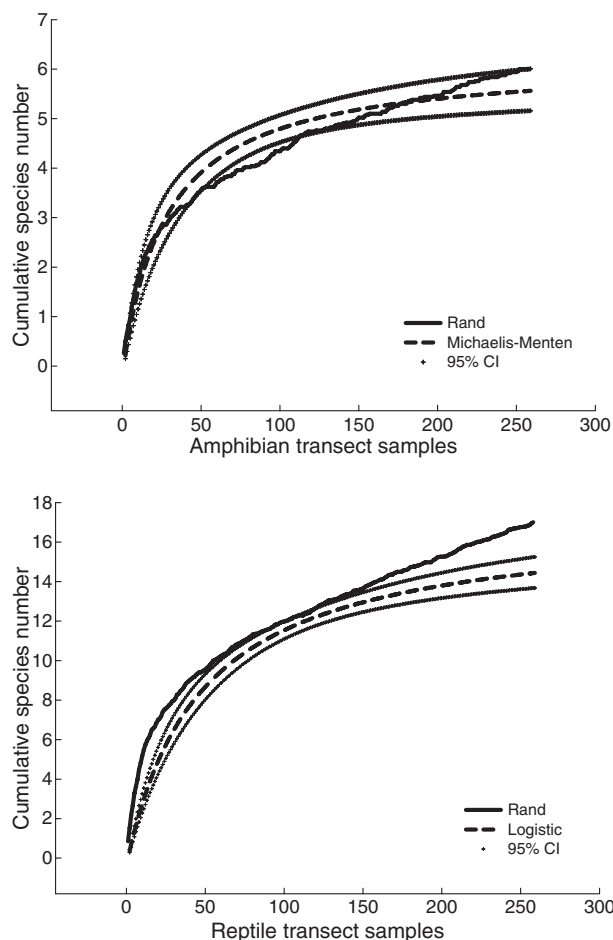 7
6
5
4
3
2
1
0
Cumulative species number
Rand
Michaelis-Menten
95% CI
0 50 100 150 200 250 300
Amphibian transect samples
18
16
14
12
10
8
6
4
2
0
Cumulative species number
Rand
Logistic
95% CI
0 50 100 150 200 250 300
Reptile transect samples